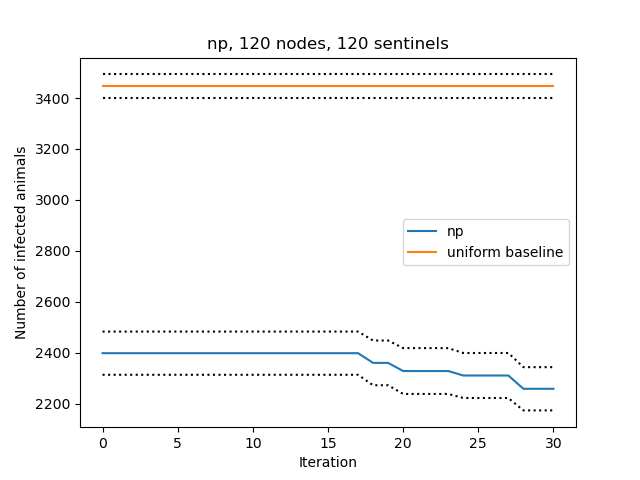 np, 120 nodes, 120 sentinels
Number of infected animals
3400
3200
3000
2800
2600
2400
2200
np
uniform baseline
0 5 10 15 20 25 30
Iteration